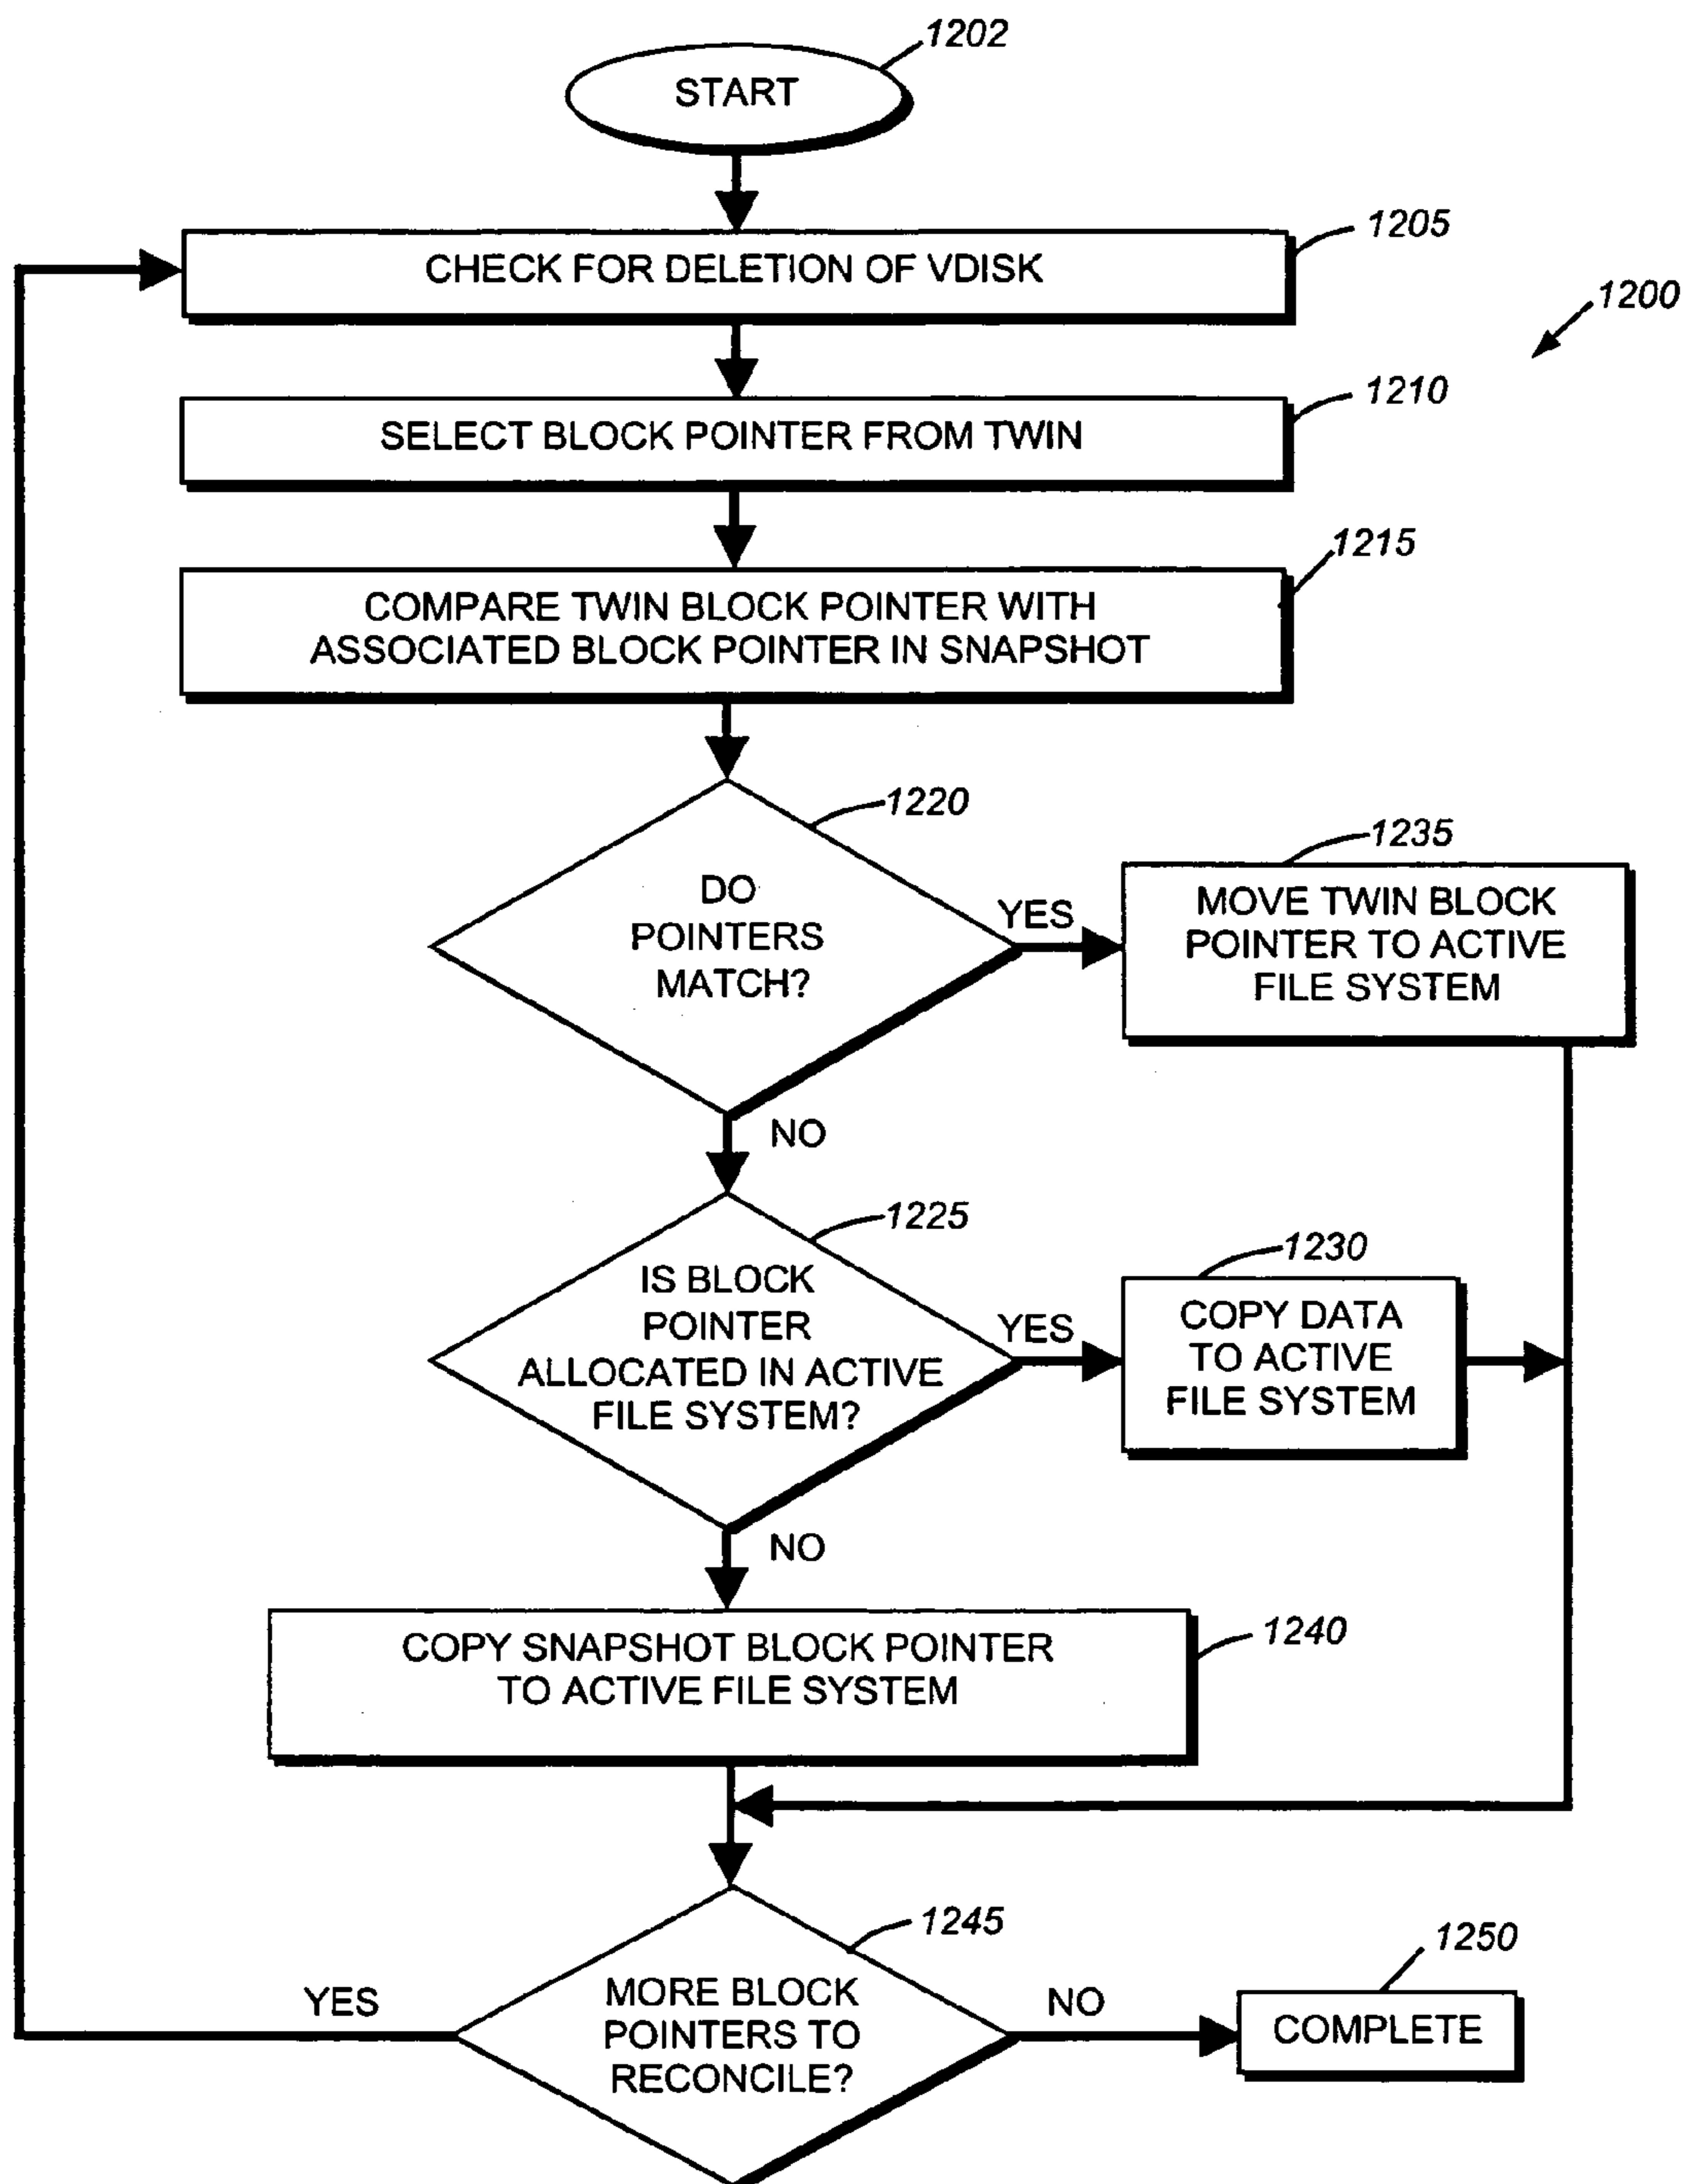 1202
START
1205
CHECK FOR DELETION OF VDISK
1200
1210
SELECT BLOCK POINTER FROM TWIN
1215
COMPARE TWIN BLOCK POINTER WITH
ASSOCIATED BLOCK POINTER IN SNAPSHOT
1220
DO
POINTERS
MATCH?
YES
1235
MOVE TWIN BLOCK
POINTER TO ACTIVE
FILE SYSTEM
NO
1225
IS BLOCK
POINTER
ALLOCATED IN ACTIVE
FILE SYSTEM?
YES
1230
COPY DATA
TO ACTIVE
FILE SYSTEM
NO
1240
COPY SNAPSHOT BLOCK POINTER
TO ACTIVE FILE SYSTEM
1245
MORE BLOCK
POINTERS TO
RECONCILE?
YES
NO
1250
COMPLETE